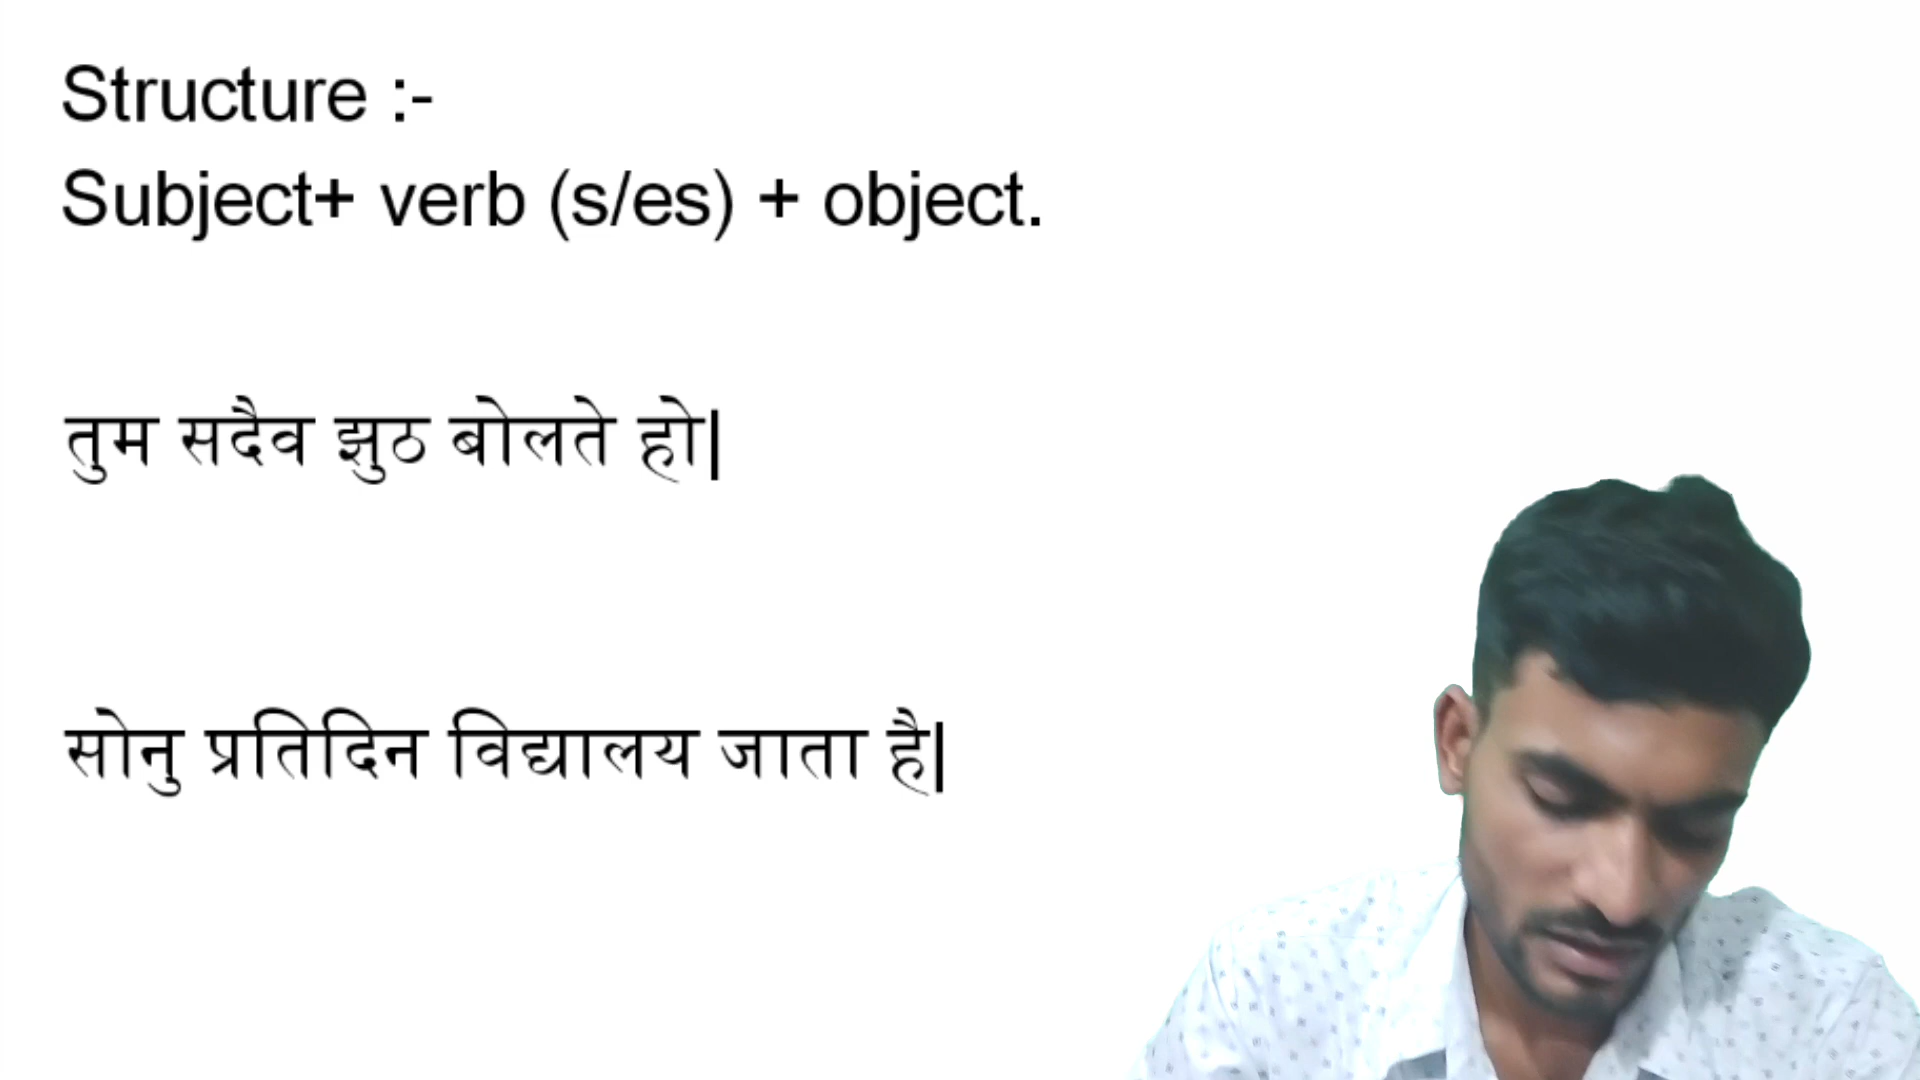 Structure :-
Subject+ verb (s/es) + object.
तुम सदैव झुठ बोलते हो|
सोनु प्रतिदिन विद्यालय जाता है|